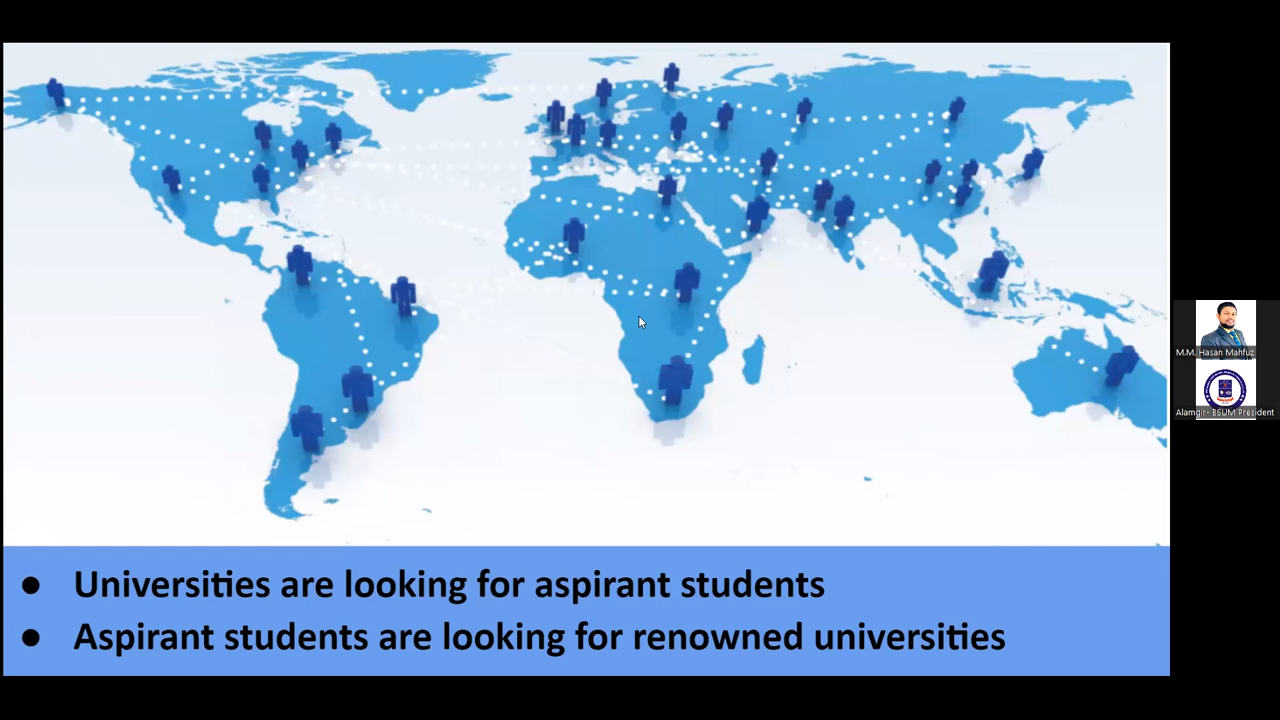 ● Universities are looking for aspirant students
● Aspirant students are looking for renowned universities
M.M. Hasan Mahfuz
Alamgir- BSUM President